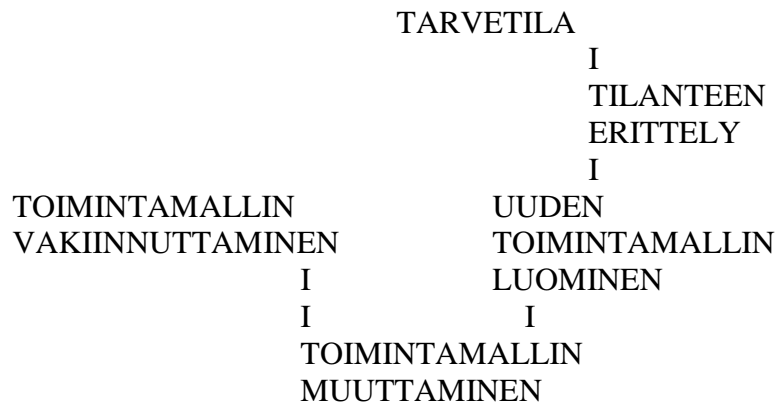 TARVETILA
I
TILANTEEN
ERITTELY
I
TOIMINTAMALLIN UUDEN
VAKIINNUTTAMINEN TOIMINTAMALLIN
I LUOMINEN
I I
TOIMINTAMALLIN
MUUTTAMINEN